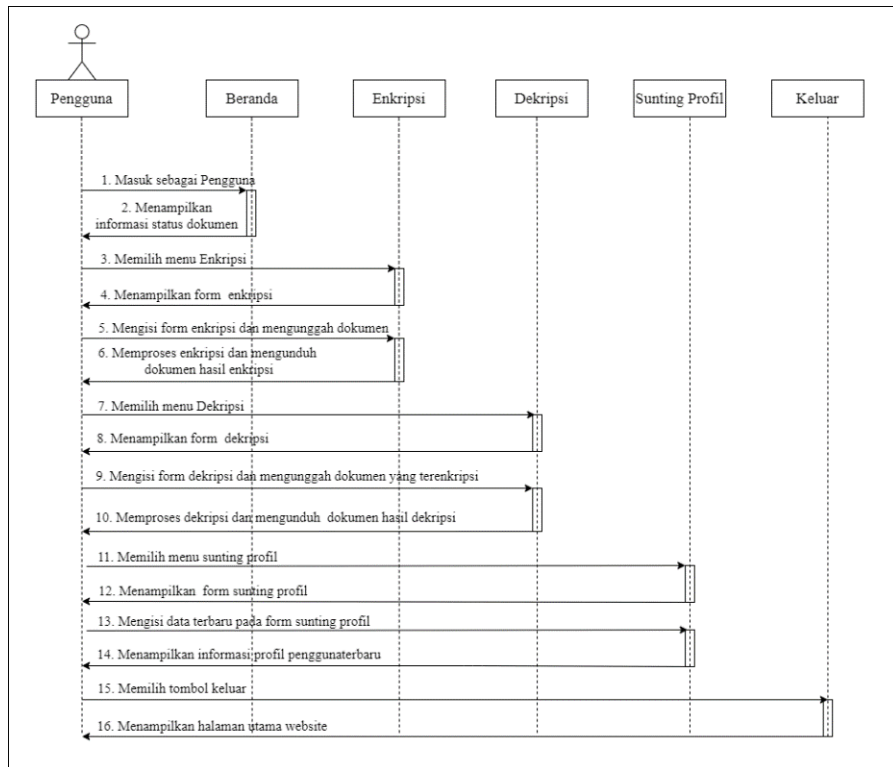 Pengguna
Beranda
Enkripsi
Dekripsi
Sunting Profil
Keluar
1. Masuk sebagai Pengguna
2. Menampilkan
informasi status dokumen
3. Memilih menu Enkripsi
4. Menampilkan form enkripsi
5. Mengisi form enkripsi dan mengunggah dokumen
6. Memproses enkripsi dan mengunduh
dokumen hasil enkripsi
7. Memilih menu Dekripsi
8. Menampilkan form dekripsi
9. Mengisi form dekripsi dan mengunggah dokumen yang terenkripsi
10. Memproses dekripsi dan mengunduh dokumen hasil dekripsi
11. Memilih menu sunting profil
12. Menampilkan form sunting profil
13. Mengisi data terbaru pada form sunting profil
14. Menampilkan informasi profil penggunaterbaru
15. Memilih tombol keluar
16. Menampilkan halaman utama website